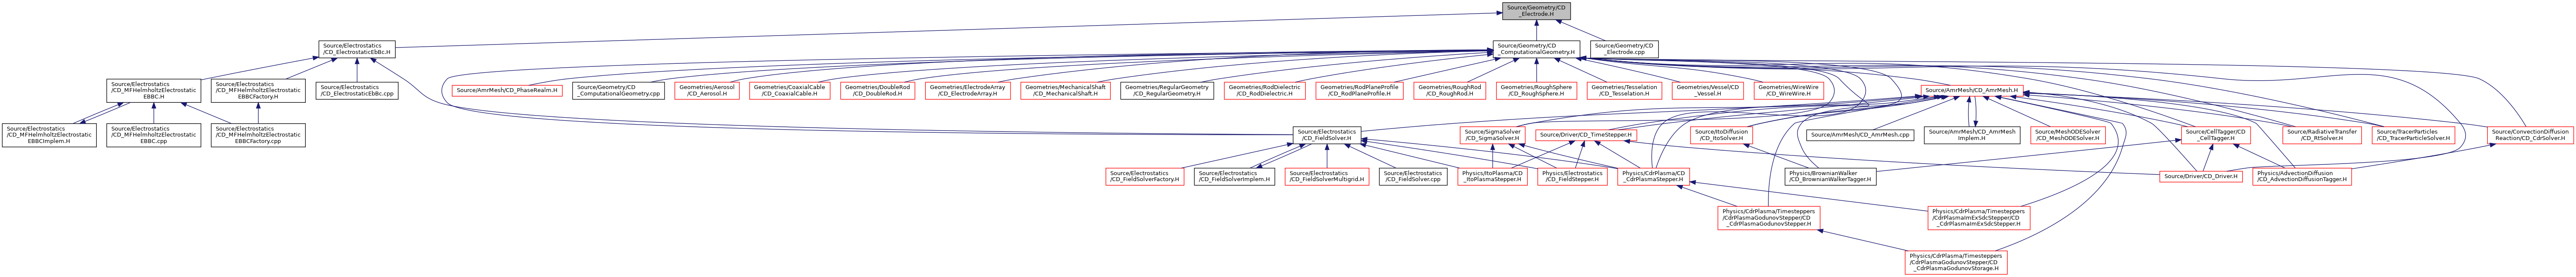 Source/Geometry/CD
_Electrode.H
Source/Electrostatics
/CD_ElectrostaticEbBc.H
Source/Geometry/CD
_ComputationalGeometry.H
Source/Geometry/CD
_Electrode.cpp
Source/Electrostatics
/CD_MFHelmholtzElectrostatic
EBBC.H
Source/Electrostatics
/CD_MFHelmholtzElectrostatic
EBBCFactory.H
Source/Electrostatics
/CD_ElectrostaticEbBc.cpp
Source/AmrMesh/CD_PhaseRealm.H
Source/Geometry/CD
_ComputationalGeometry.cpp
Geometries/Aerosol
/CD_Aerosol.H
Geometries/CoaxialCable
/CD_CoaxialCable.H
Geometries/DoubleRod
/CD_DoubleRod.H
Geometries/ElectrodeArray
/CD_ElectrodeArray.H
Geometries/MechanicalShaft
/CD_MechanicalShaft.H
Geometries/RegularGeometry
/CD_RegularGeometry.H
Geometries/RodDielectric
/CD_RodDielectric.H
Geometries/RodPlaneProfile
/CD_RodPlaneProfile.H
Geometries/RoughRod
/CD_RoughRod.H
Geometries/RoughSphere
/CD_RoughSphere.H
Geometries/Tesselation
/CD_Tesselation.H
Geometries/Vessel/CD
_Vessel.H
Geometries/WireWire
/CD_WireWire.H
Source/AmrMesh/CD_AmrMesh.H
Source/Electrostatics
/CD_MFHelmholtzElectrostatic
EBBCImplem.H
Source/Electrostatics
/CD_MFHelmholtzElectrostatic
EBBC.cpp
Source/Electrostatics
/CD_MFHelmholtzElectrostatic
EBBCFactory.cpp
Source/Electrostatics
/CD_FieldSolver.H
Source/SigmaSolver
/CD_SigmaSolver.H
Source/Driver/CD_TimeStepper.H
Source/ItoDiffusion
/CD_ItoSolver.H
Source/AmrMesh/CD_AmrMesh.cpp
Source/AmrMesh/CD_AmrMesh
Implem.H
Source/MeshODESolver
/CD_MeshODESolver.H
Source/CellTagger/CD
_CellTagger.H
Source/RadiativeTransfer
/CD_RtSolver.H
Source/TracerParticles
/CD_TracerParticleSolver.H
Source/ConvectionDiffusion
Reaction/CD_CdrSolver.H
Source/Electrostatics
/CD_FieldSolverFactory.H
Source/Electrostatics
/CD_FieldSolverImplem.H
Source/Electrostatics
/CD_FieldSolverMultigrid.H
Source/Electrostatics
/CD_FieldSolver.cpp
Physics/ItoPlasma/CD
_ItoPlasmaStepper.H
Physics/Electrostatics
/CD_FieldStepper.H
Physics/CdrPlasma/CD
_CdrPlasmaStepper.H
Physics/BrownianWalker
/CD_BrownianWalkerTagger.H
Source/Driver/CD_Driver.H
Physics/AdvectionDiffusion
/CD_AdvectionDiffusionTagger.H
Physics/CdrPlasma/Timesteppers
/CdrPlasmaGodunovStepper/CD
_CdrPlasmaGodunovStepper.H
Physics/CdrPlasma/Timesteppers
/CdrPlasmaImExSdcStepper/CD
_CdrPlasmaImExSdcStepper.H
Physics/CdrPlasma/Timesteppers
/CdrPlasmaGodunovStepper/CD
_CdrPlasmaGodunovStorage.H